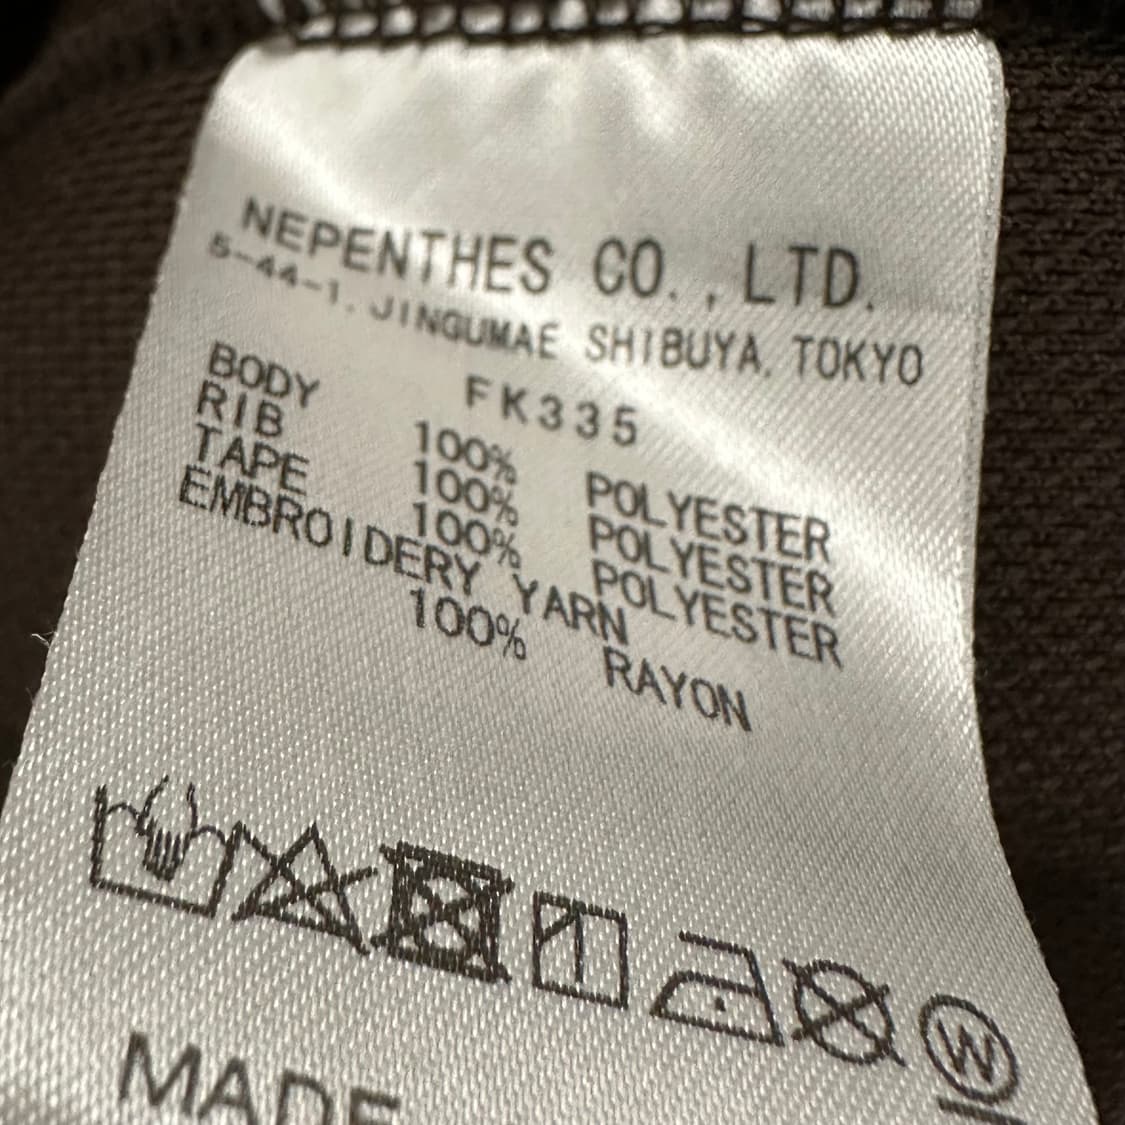 NEPENTHES CO., LTD.
5-44-1. JINGUMAE SHIBUYA. TOKYO
FK335
BODY 100% POLYESTER
RIB 100% POLYESTER
TAPE 100% POLYESTER
EMBROIDERY YARN
100% RAYON
W
MADE